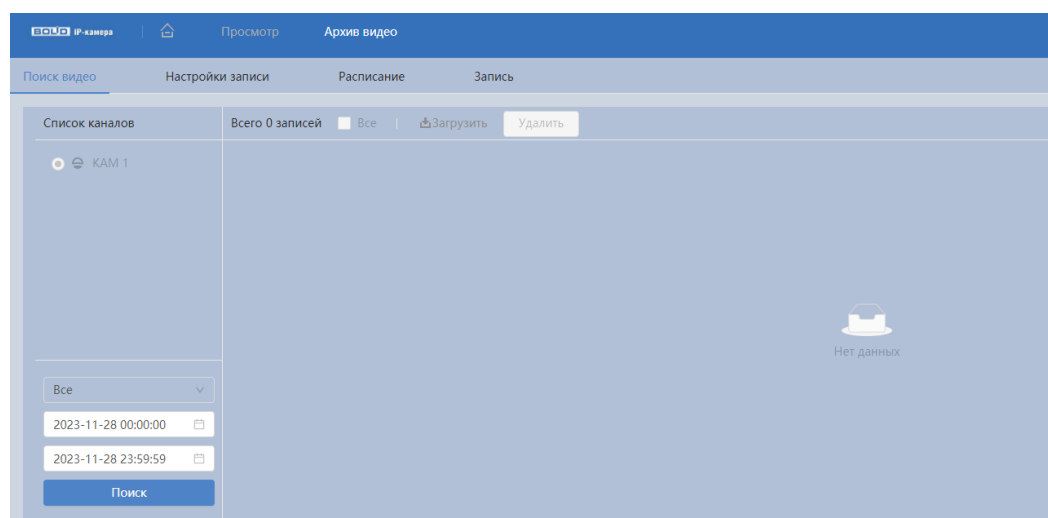 BOLID IP-камера Просмотр Архив видео
Поиск видео Настройки записи Расписание Запись
Список каналов Всего 0 записей Все Загрузить Удалить
КАМ 1
Нет данных
Все
2023-11-28 00:00:00
2023-11-28 23:59:59
Поиск